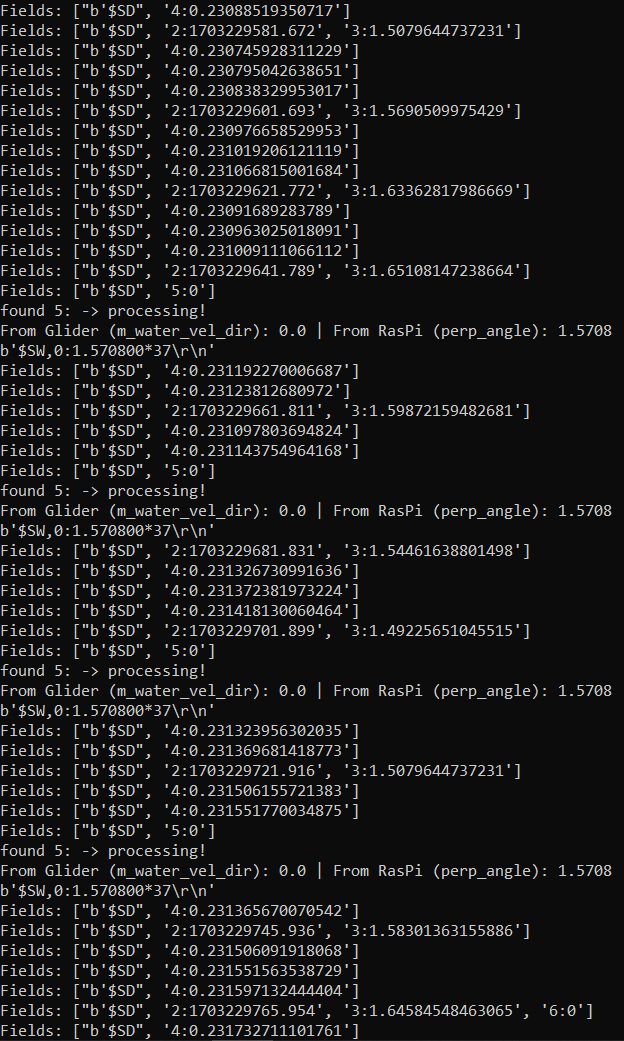 Fields: ["b'$SD", '4:0.23088519350717']
Fields: ["b'$SD", '2:1703229581.672', '3:1.5079644737231']
Fields: ["b'$SD", '4:0.230745928311229']
Fields: ["b'$SD", '4:0.230795042638651']
Fields: ["b'$SD", '4:0.230838329953017']
Fields: ["b'$SD", '2:1703229601.693', '3:1.5690509975429']
Fields: ["b'$SD", '4:0.230976658529953']
Fields: ["b'$SD", '4:0.231019206121119']
Fields: ["b'$SD", '4:0.231066815001684']
Fields: ["b'$SD", '2:1703229621.772', '3:1.63362817986669']
Fields: ["b'$SD", '4:0.23091689283789']
Fields: ["b'$SD", '4:0.230963025018091']
Fields: ["b'$SD", '4:0.231009111066112']
Fields: ["b'$SD", '2:1703229641.789', '3:1.65108147238664']
Fields: ["b'$SD", '5:0']
found 5: -> processing!
From Glider (m_water_vel_dir): 0.0 | From RasPi (perp_angle): 1.5708
b'$SW,0:1.570800*37\r\n'
Fields: ["b'$SD", '4:0.231192270006687']
Fields: ["b'$SD", '4:0.23123812680972']
Fields: ["b'$SD", '2:1703229661.811', '3:1.59872159482681']
Fields: ["b'$SD", '4:0.231097803694824']
Fields: ["b'$SD", '4:0.231143754964168']
Fields: ["b'$SD", '5:0']
found 5: -> processing!
From Glider (m_water_vel_dir): 0.0 | From RasPi (perp_angle): 1.5708
b'$SW,0:1.570800*37\r\n'
Fields: ["b'$SD", '2:1703229681.831', '3:1.54461638801498']
Fields: ["b'$SD", '4:0.231326730991636']
Fields: ["b'$SD", '4:0.231372381973224']
Fields: ["b'$SD", '4:0.231418130060464']
Fields: ["b'$SD", '2:1703229701.899', '3:1.49225651045515']
Fields: ["b'$SD", '5:0']
found 5: -> processing!
From Glider (m_water_vel_dir): 0.0 | From RasPi (perp_angle): 1.5708
b'$SW,0:1.570800*37\r\n'
Fields: ["b'$SD", '4:0.231323956302035']
Fields: ["b'$SD", '4:0.231369681418773']
Fields: ["b'$SD", '2:1703229721.916', '3:1.5079644737231']
Fields: ["b'$SD", '4:0.231506155721383']
Fields: ["b'$SD", '4:0.231551770034875']
Fields: ["b'$SD", '5:0']
found 5: -> processing!
From Glider (m_water_vel_dir): 0.0 | From RasPi (perp_angle): 1.5708
b'$SW,0:1.570800*37\r\n'
Fields: ["b'$SD", '4:0.231365670070542']
Fields: ["b'$SD", '2:1703229745.936', '3:1.58301363155886']
Fields: ["b'$SD", '4:0.231506091918068']
Fields: ["b'$SD", '4:0.231551563538729']
Fields: ["b'$SD", '4:0.231597132444404']
Fields: ["b'$SD", '2:1703229765.954', '3:1.64584548463065', '6:0']
Fields: ["b'$SD", '4:0.231732711101761']